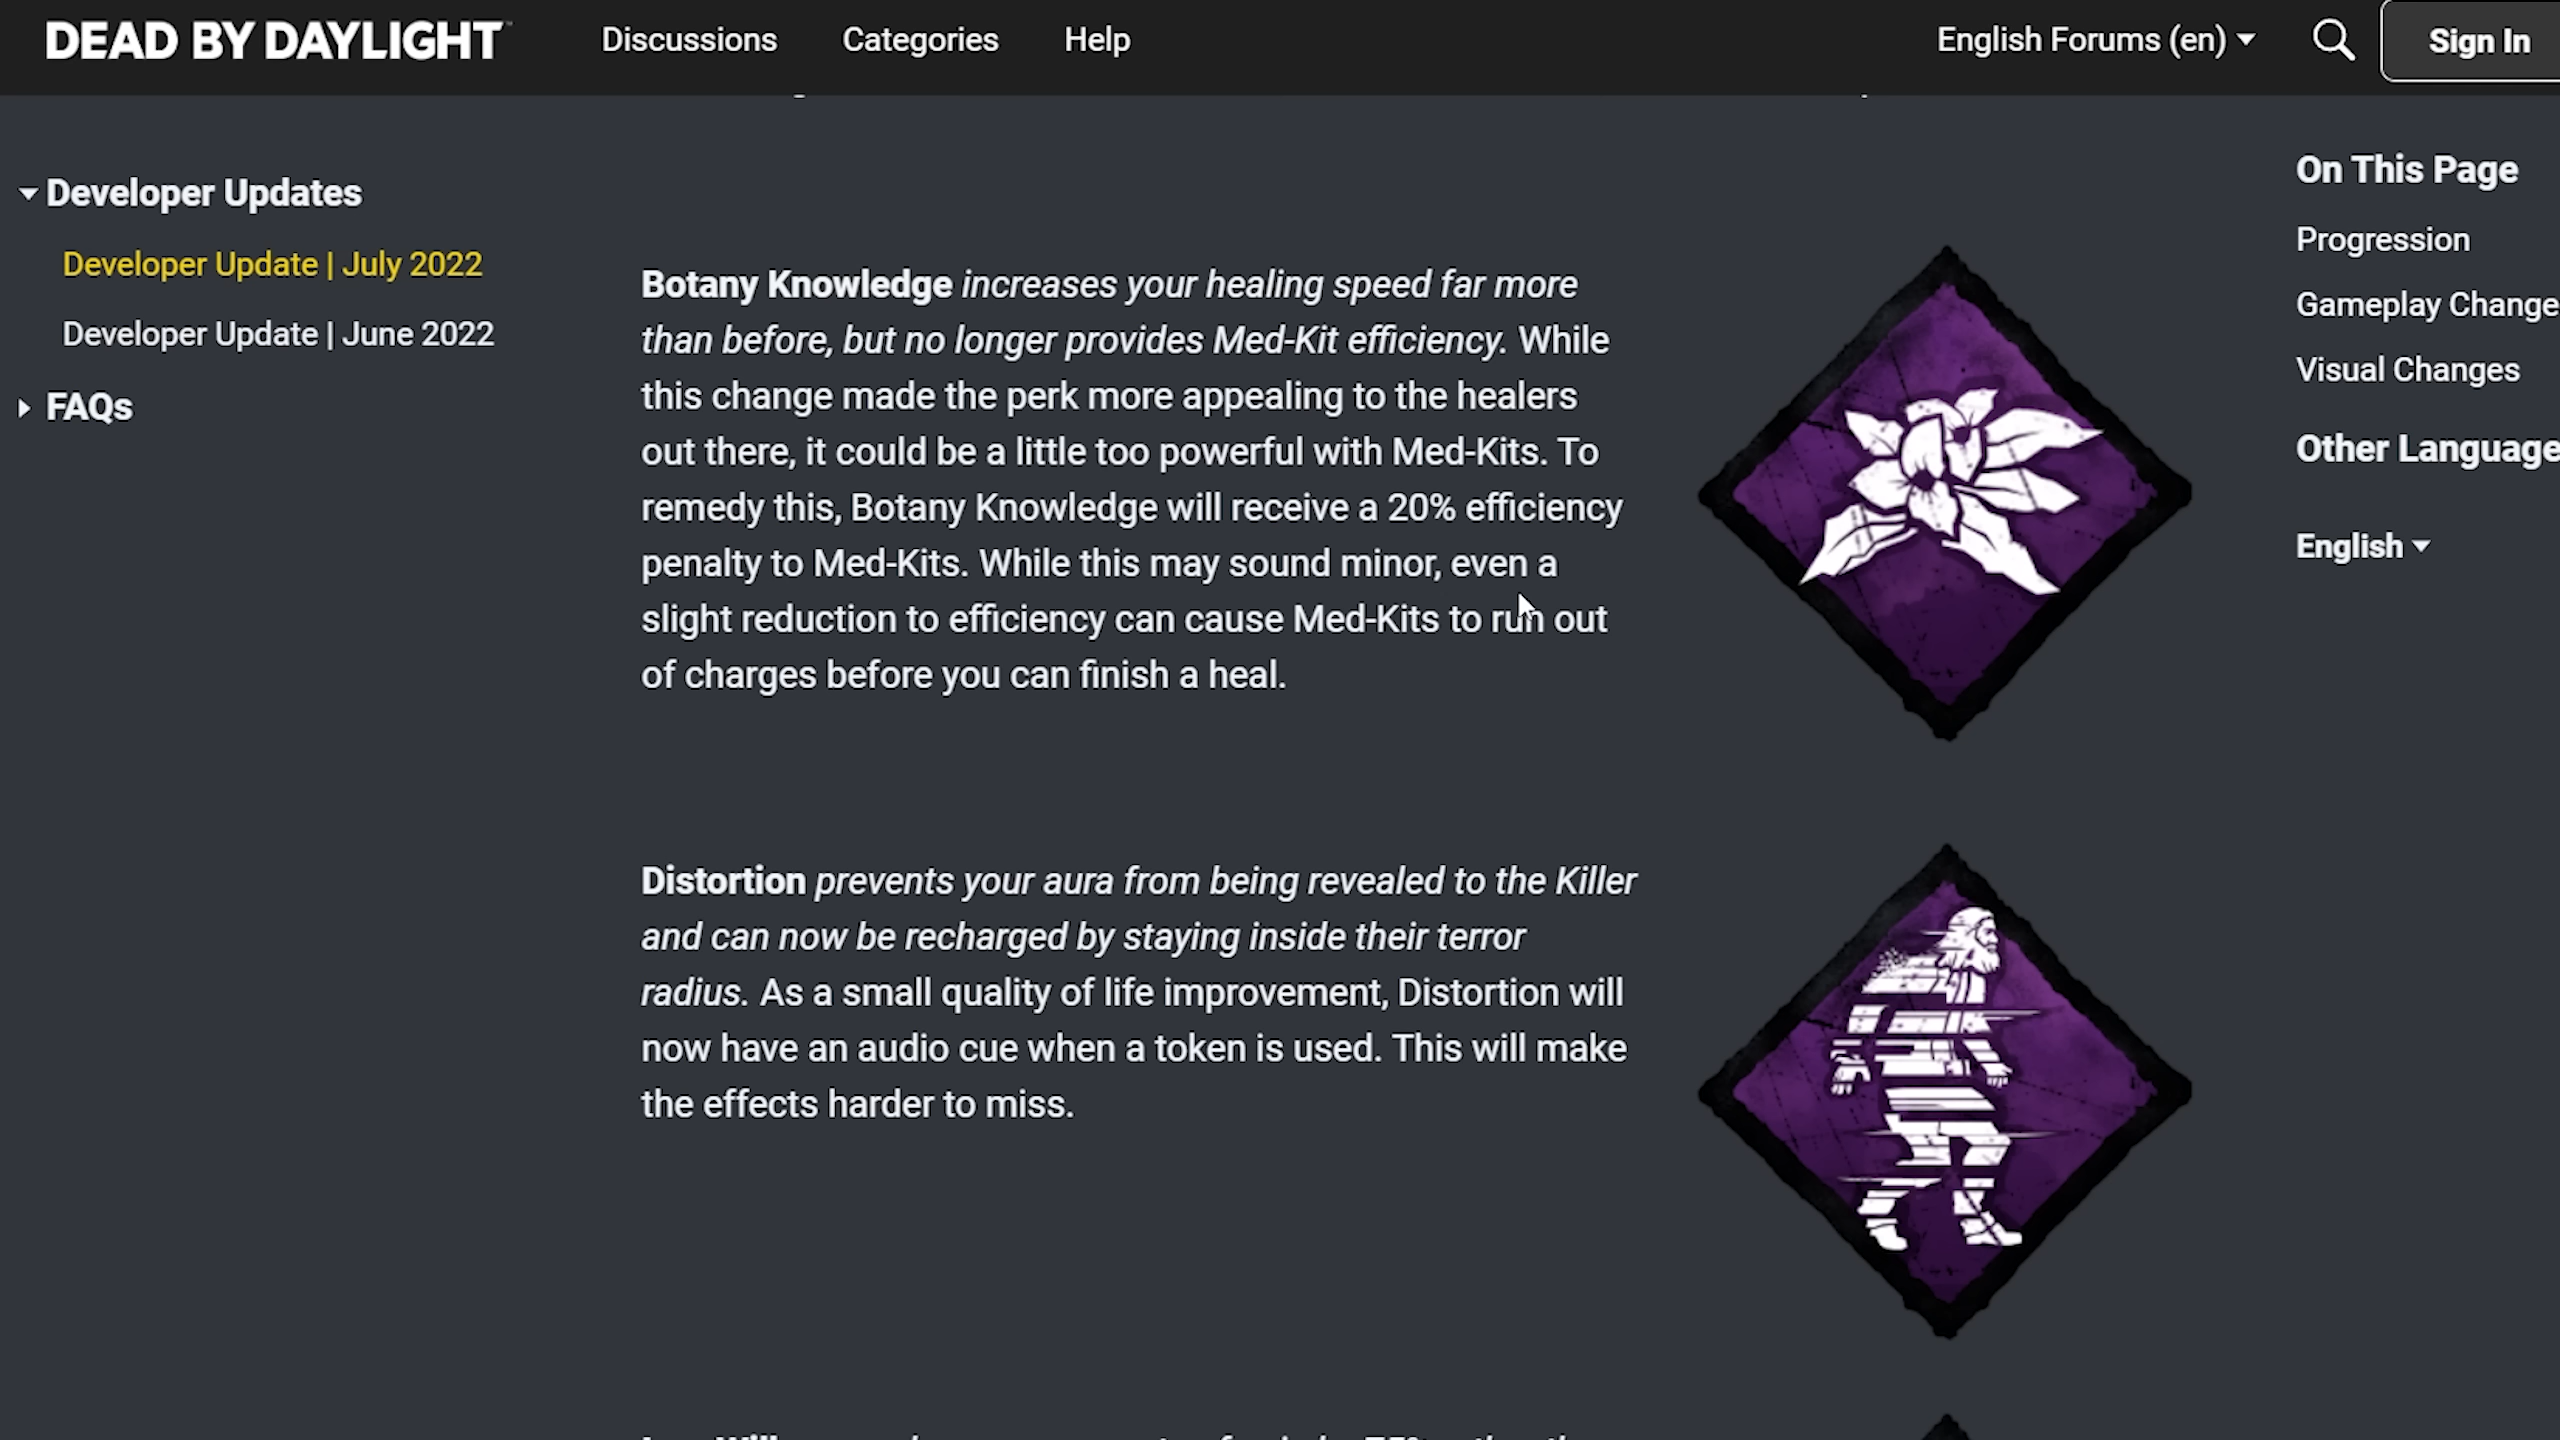 DEAD BY DAYLIGHT™
Discussions
Categories
Help
English Forums (en)
Sign In
Developer Updates
Developer Update | July 2022
Developer Update | June 2022
FAQs
Botany Knowledge increases your healing speed far more
than before, but no longer provides Med-Kit efficiency. While
this change made the perk more appealing to the healers
out there, it could be a little too powerful with Med-Kits. To
remedy this, Botany Knowledge will receive a 20% efficiency
penalty to Med-Kits. While this may sound minor, even a
slight reduction to efficiency can cause Med-Kits to run out
of charges before you can finish a heal.
Distortion prevents your aura from being revealed to the Killer
and can now be recharged by staying inside their terror
radius. As a small quality of life improvement, Distortion will
now have an audio cue when a token is used. This will make
the effects harder to miss.
On This Page
Progression
Gameplay Change
Visual Changes
Other Language
English